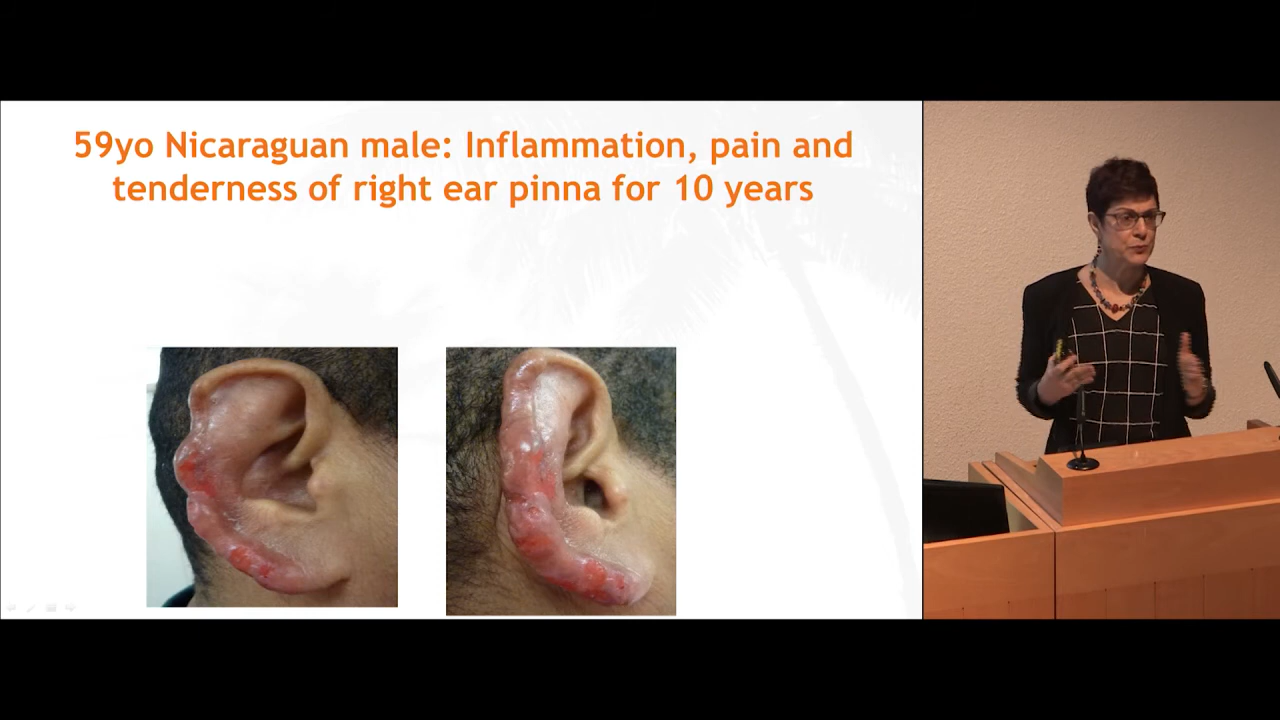 59yo Nicaraguan male: Inflammation, pain and
tenderness of right ear pinna for 10 years